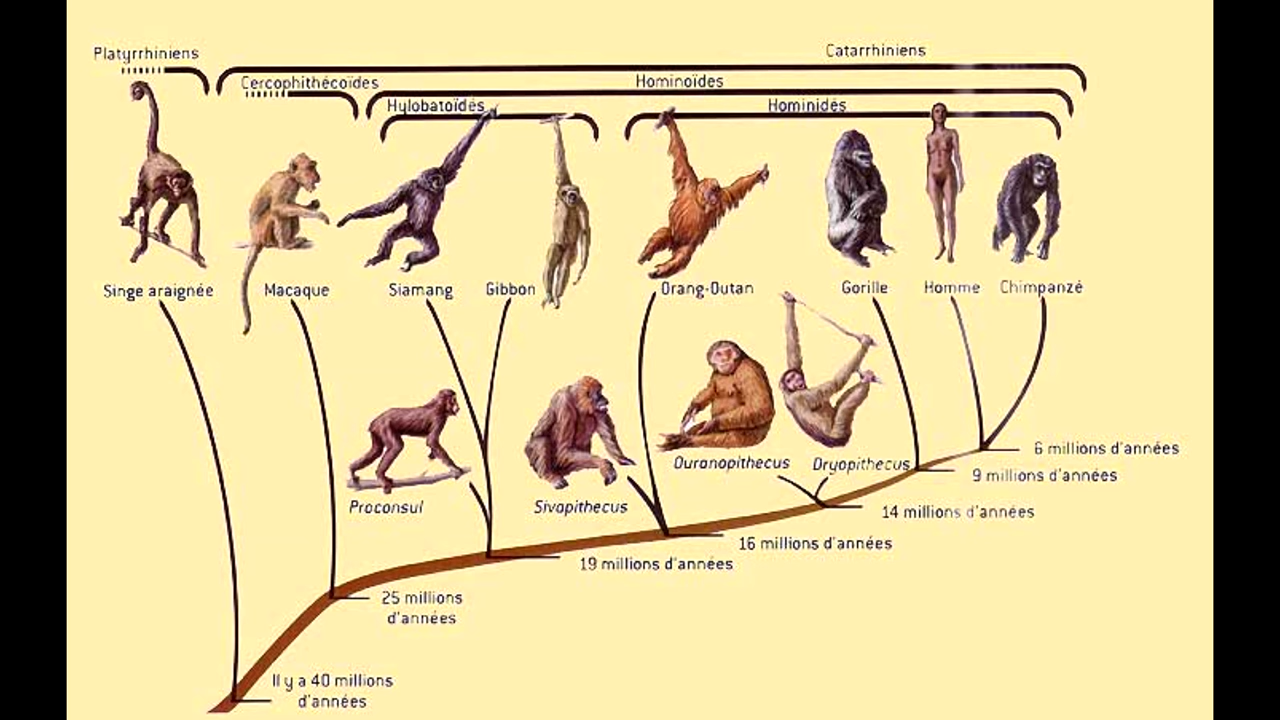 Platyrrhiniens
Catarrhiniens
Cercophithécoïdes
Hominoïdes
Hylobatoïdés
Hominidés
Singe araignée
Macaque
Siamang
Gibbon
Orang-Outan
Gorille
Homme
Chimpanzé
Proconsul
Sivapithecus
Ouranopithecus
Dryopithecus
6 millions d'années
9 millions d'années
14 millions d'années
16 millions d'années
19 millions d'années
25 millions
d'années
Il y a 40 millions
d'années